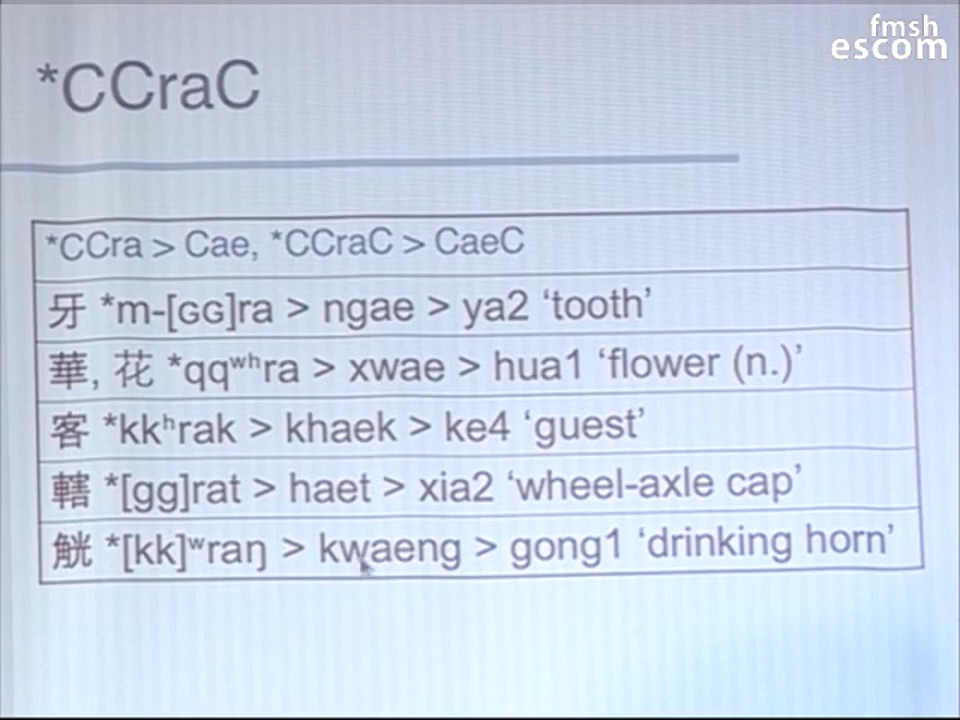 fmsh
escom
*CCraC
*CCra > Cae, *CCraC > CaeC
牙 *m-[ɢɢ]ra > ngae > ya2 ‘tooth’
華, 花 *qqʷʰra > xwae > hua1 ‘flower (n.)’
客 *kkʰrak > khaek > ke4 ‘guest’
轄 *[gg]rat > haet > xia2 ‘wheel-axle cap’
觥 *[kk]ʷraŋ > kwaeng > gong1 ‘drinking horn’